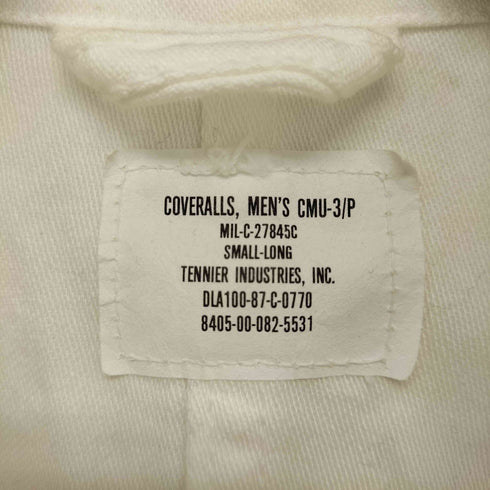 COVERALLS, MEN'S CMU-3/P
MIL-C-27845C
SMALL-LONG
TENNIER INDUSTRIES, INC.
DLA100-87-C-0770
8405-00-082-5531